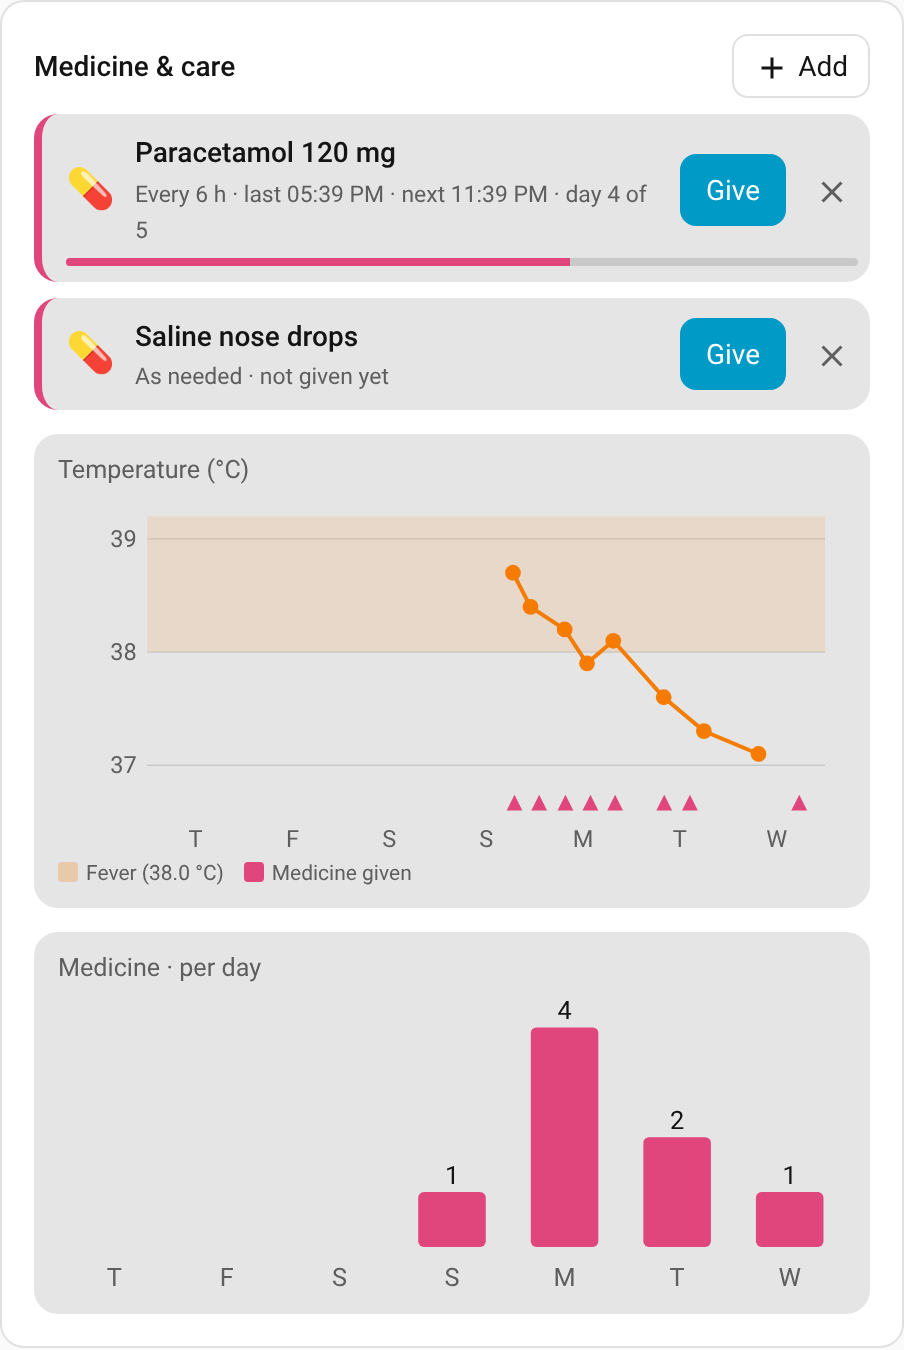 Medicine & care
+ Add
Paracetamol 120 mg
Every 6 h · last 05:39 PM · next 11:39 PM · day 4 of
5
Give
Saline nose drops
As needed · not given yet
Give
Temperature (°C)
39
38
37
T F S S M T W
Fever (38.0 °C) Medicine given
Medicine · per day
4
2
1 1
T F S S M T W